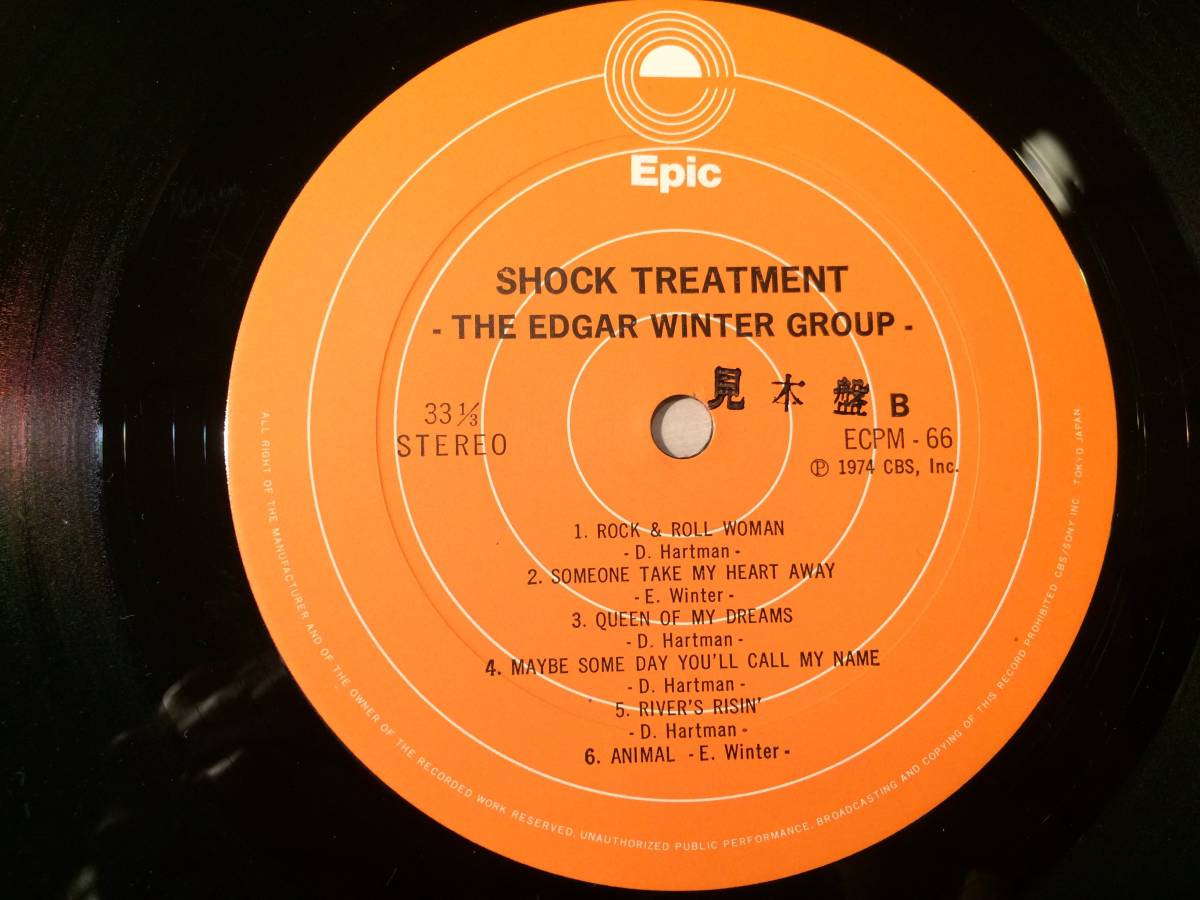 Epic
SHOCK TREATMENT
- THE EDGAR WINTER GROUP -
見本盤 B
33 1/3
STEREO
ECPM - 66
℗ 1974 CBS, Inc.
1. ROCK & ROLL WOMAN
- D. Hartman -
2. SOMEONE TAKE MY HEART AWAY
- E. Winter -
3. QUEEN OF MY DREAMS
- D. Hartman -
4. MAYBE SOME DAY YOU'LL CALL MY NAME
- D. Hartman -
5. RIVER'S RISIN'
- D. Hartman -
6. ANIMAL - E. Winter -
ALL RIGHT OF THE MANUFACTURER AND OF THE OWNER OF THE RECORDED WORK RESERVED. UNAUTHORIZED PUBLIC PERFORMANCE. BROADCASTING AND COPYING OF THIS RECORD PROHIBITED CBS/SONY INC. TOKYO JAPAN.